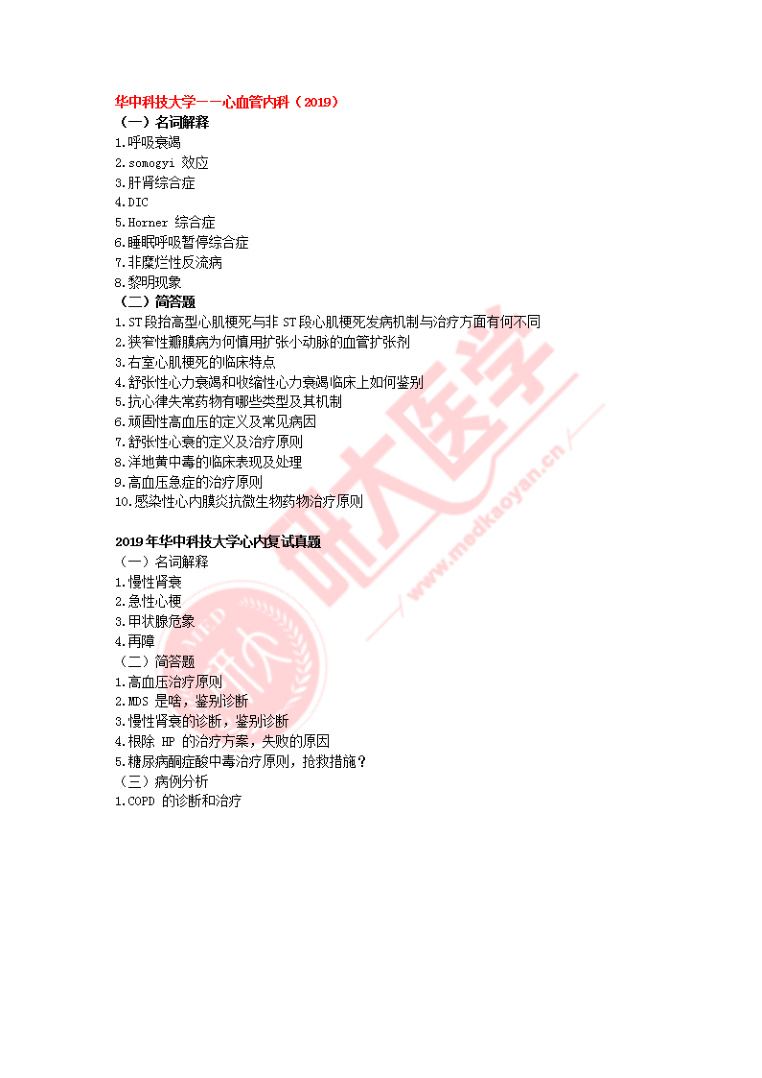 华中科技大学——心血管内科（2019）
（一）名词解释
1.呼吸衰竭
2.somogyi 效应
3.肝肾综合症
4.DIC
5.Horner 综合症
6.睡眠呼吸暂停综合症
7.非糜烂性反流病
8.黎明现象
（二）简答题
1.ST段抬高型心肌梗死与非 ST段心肌梗死发病机制与治疗方面有何不同
2.狭窄性瓣膜病为何慎用扩张小动脉的血管扩张剂
3.右室心肌梗死的临床特点
4.舒张性心力衰竭和收缩性心力衰竭临床上如何鉴别
5.抗心律失常药物有哪些类型及其机制
6.顽固性高血压的定义及常见病因
7.舒张性心衰的定义及治疗原则
8.洋地黄中毒的临床表现及处理
9.高血压急症的治疗原则
10.感染性心内膜炎抗微生物药物治疗原则
2019年华中科技大学心内复试真题
（一）名词解释
1.慢性肾衰
2.急性心梗
3.甲状腺危象
4.再障
（二）简答题
1.高血压治疗原则
2.MDS 是啥，鉴别诊断
3.慢性肾衰的诊断，鉴别诊断
4.根除 HP 的治疗方案，失败的原因
5.糖尿病酮症酸中毒治疗原则，抢救措施？
（三）病例分析
1.COPD 的诊断和治疗
研大医学
www.medkaoyan.cn
MED
研大